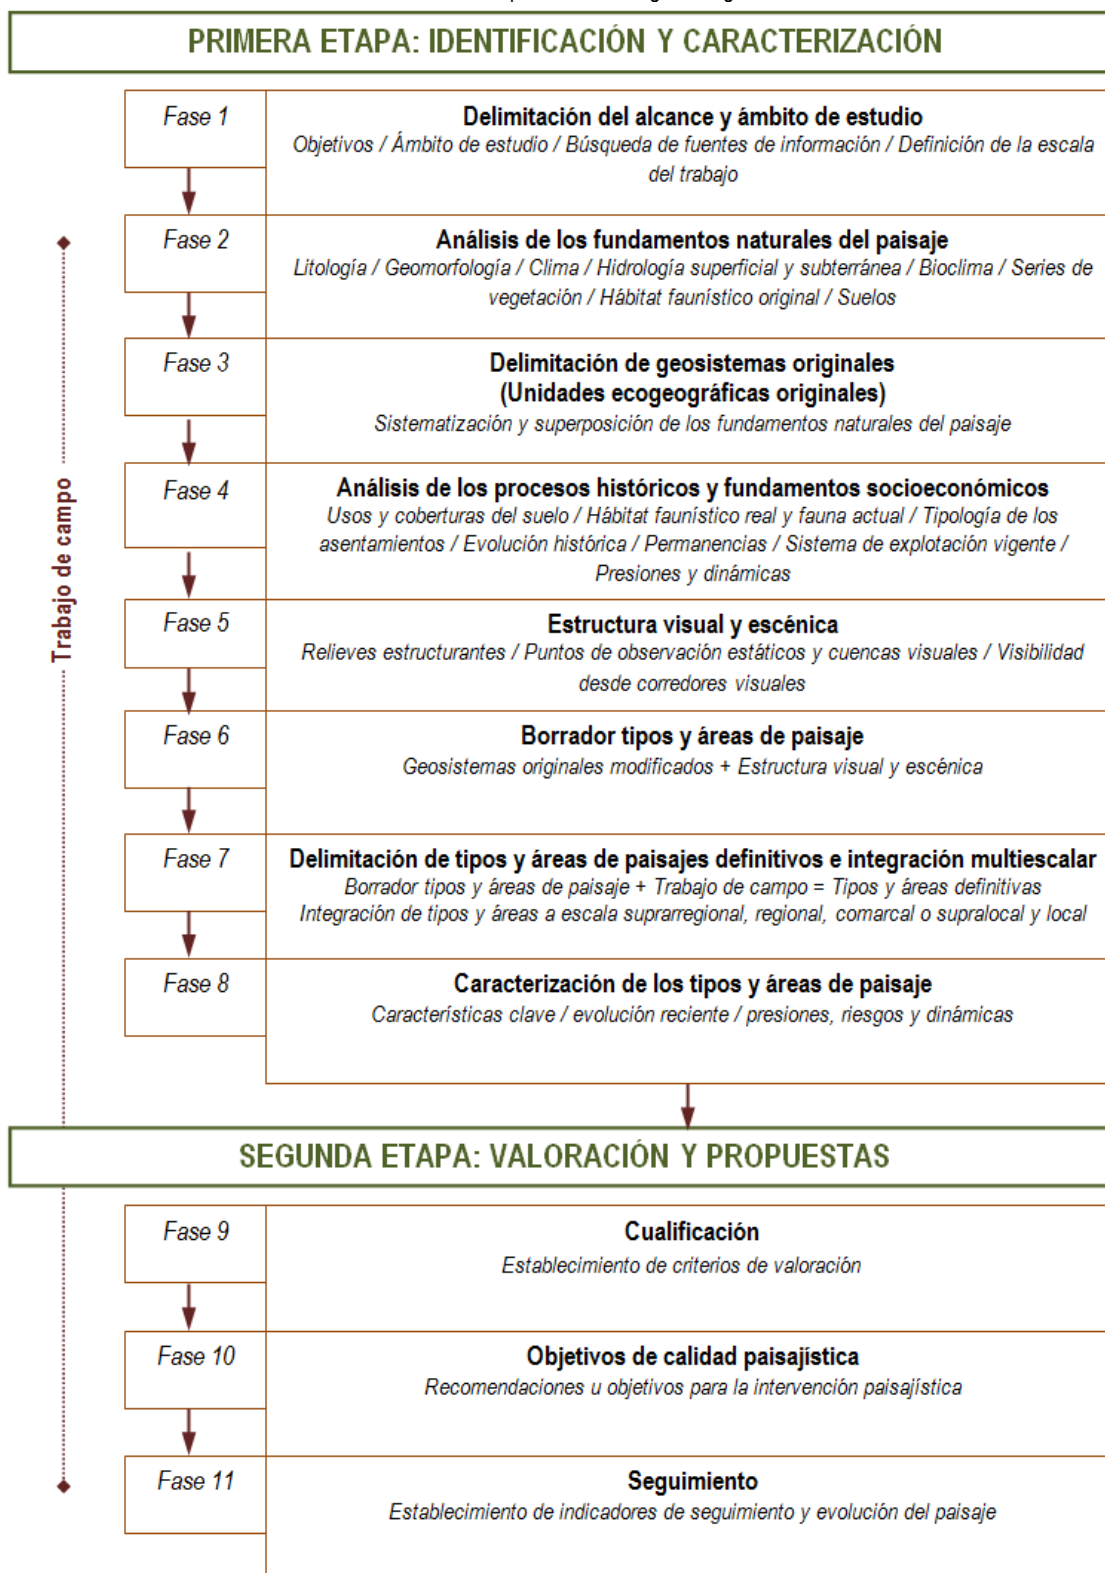 PRIMERA ETAPA: IDENTIFICACIÓN Y CARACTERIZACIÓN
Fase 1
Delimitación del alcance y ámbito de estudio
Objetivos / Ámbito de estudio / Búsqueda de fuentes de información / Definición de la escala
del trabajo
Fase 2
Análisis de los fundamentos naturales del paisaje
Litología / Geomorfología / Clima / Hidrología superficial y subterránea / Bioclima / Series de
vegetación / Hábitat faunístico original / Suelos
Fase 3
Delimitación de geosistemas originales
(Unidades ecogeográficas originales)
Sistematización y superposición de los fundamentos naturales del paisaje
Fase 4
Análisis de los procesos históricos y fundamentos socioeconómicos
Usos y coberturas del suelo / Hábitat faunístico real y fauna actual / Tipología de los
asentamientos / Evolución histórica / Permanencias / Sistema de explotación vigente /
Presiones y dinámicas
Trabajo de campo
Fase 5
Estructura visual y escénica
Relieves estructurantes / Puntos de observación estáticos y cuencas visuales / Visibilidad
desde corredores visuales
Fase 6
Borrador tipos y áreas de paisaje
Geosistemas originales modificados + Estructura visual y escénica
Fase 7
Delimitación de tipos y áreas de paisajes definitivos e integración multiescalar
Borrador tipos y áreas de paisaje + Trabajo de campo = Tipos y áreas definitivas
Integración de tipos y áreas a escala suprarregional, regional, comarcal o supralocal y local
Fase 8
Caracterización de los tipos y áreas de paisaje
Características clave / evolución reciente / presiones, riesgos y dinámicas
SEGUNDA ETAPA: VALORACIÓN Y PROPUESTAS
Fase 9
Cualificación
Establecimiento de criterios de valoración
Fase 10
Objetivos de calidad paisajística
Recomendaciones u objetivos para la intervención paisajística
Fase 11
Seguimiento
Establecimiento de indicadores de seguimiento y evolución del paisaje